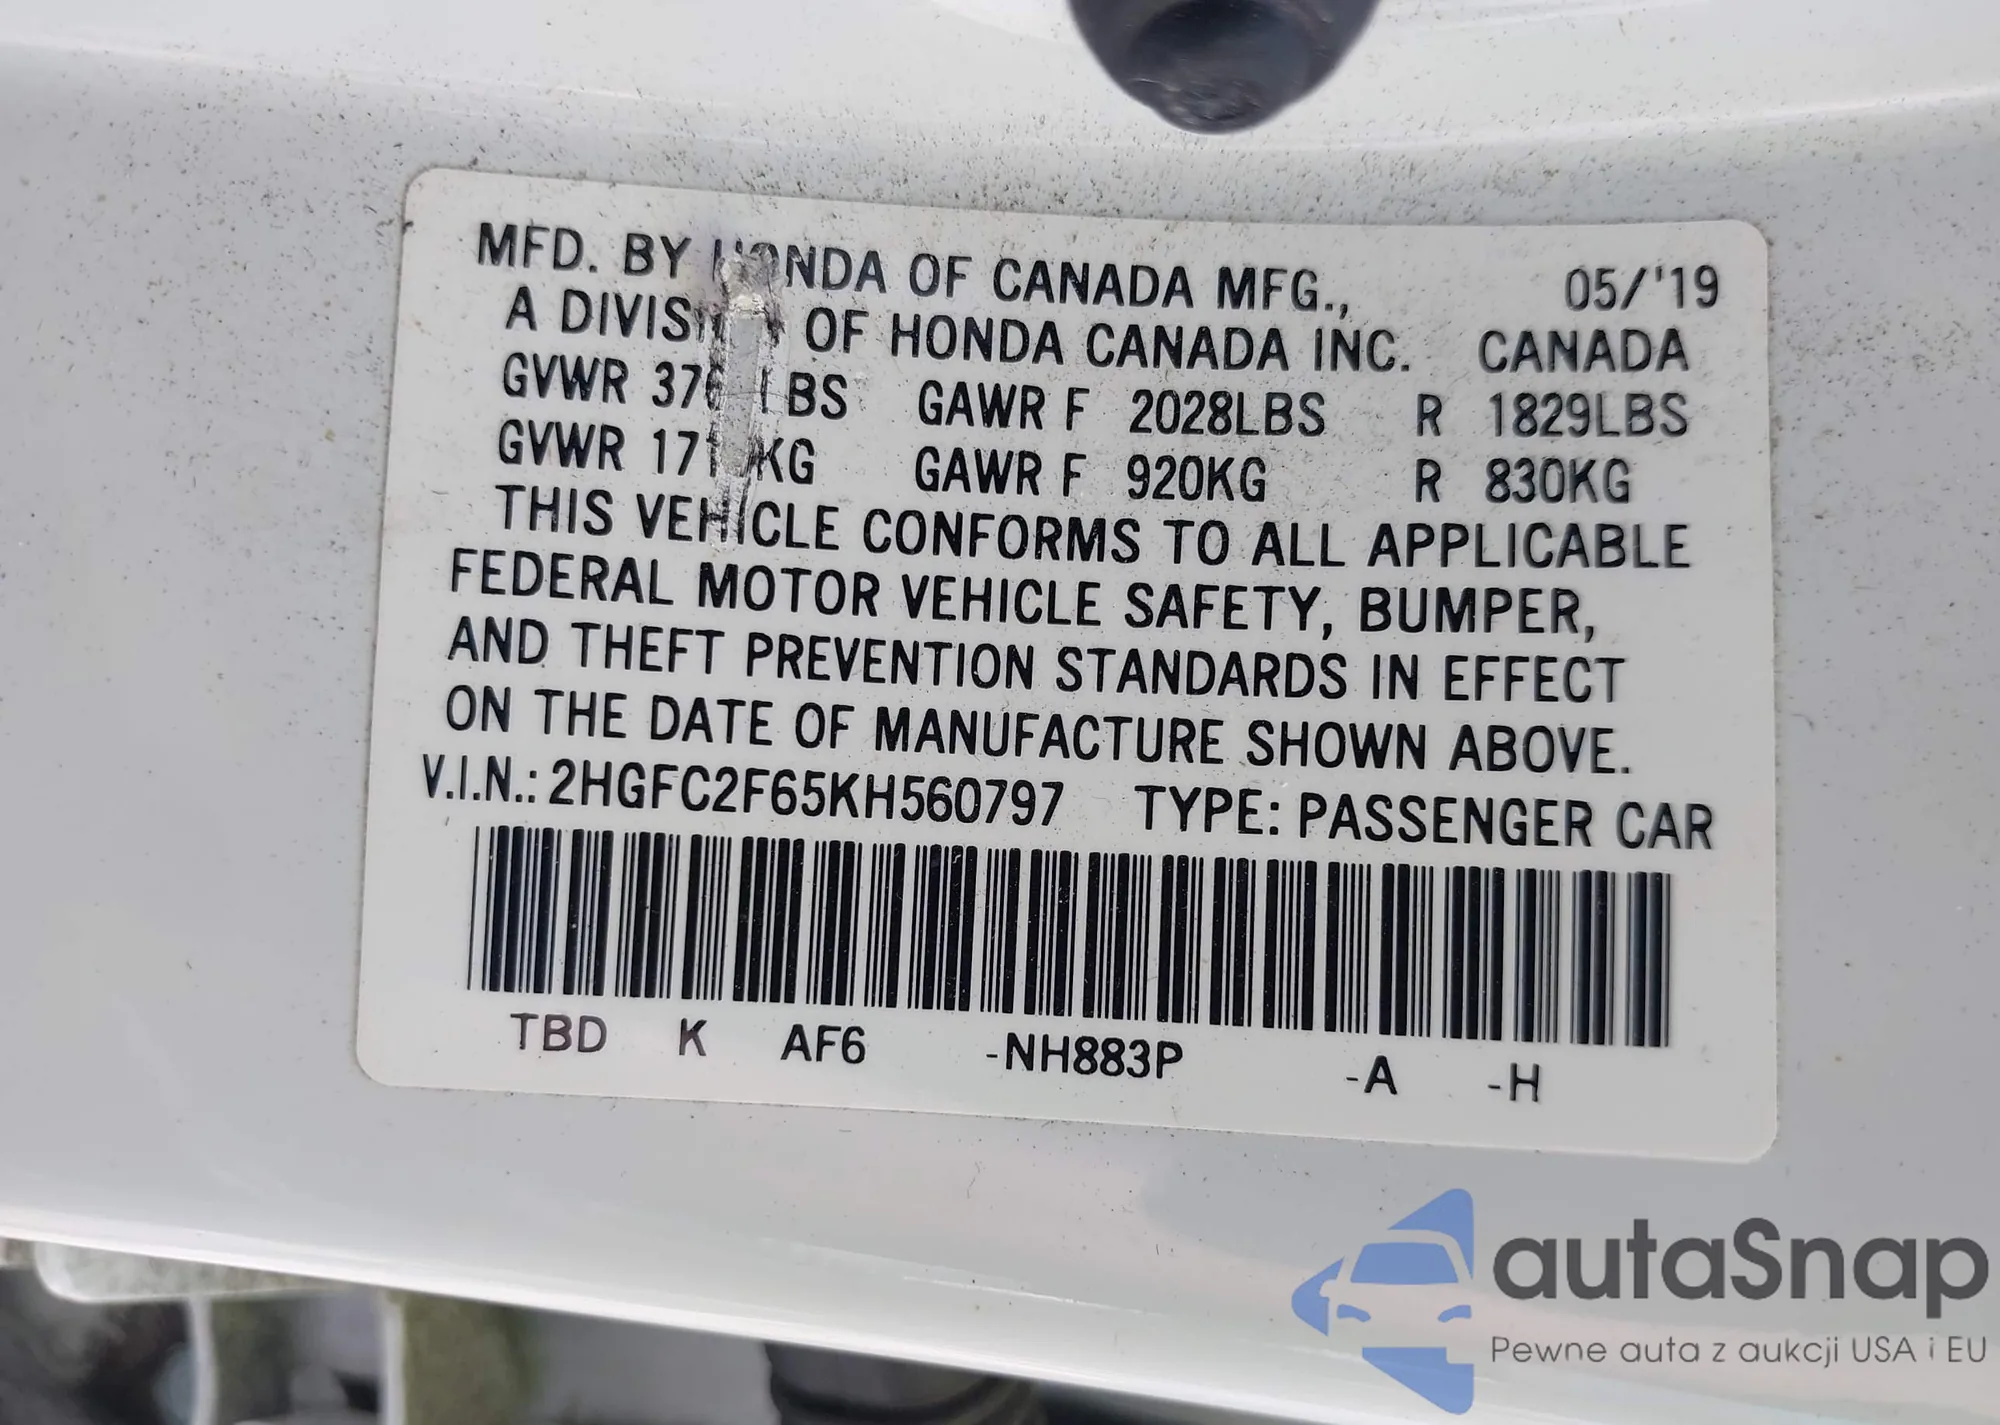 MFD. BY HONDA OF CANADA MFG., 05/'19
A DIVISION OF HONDA CANADA INC. CANADA
GVWR LBS GAWR F 2028LBS R 1829LBS
GVWR KG GAWR F 920KG R 830KG
THIS VEHICLE CONFORMS TO ALL APPLICABLE
FEDERAL MOTOR VEHICLE SAFETY, BUMPER,
AND THEFT PREVENTION STANDARDS IN EFFECT
ON THE DATE OF MANUFACTURE SHOWN ABOVE.
V.I.N.: 2HGFC2F65KH560797 TYPE: PASSENGER CAR
TBD K AF6 -NH883P -A -H
autaSnap
Pewne auta z aukcji USA i EU